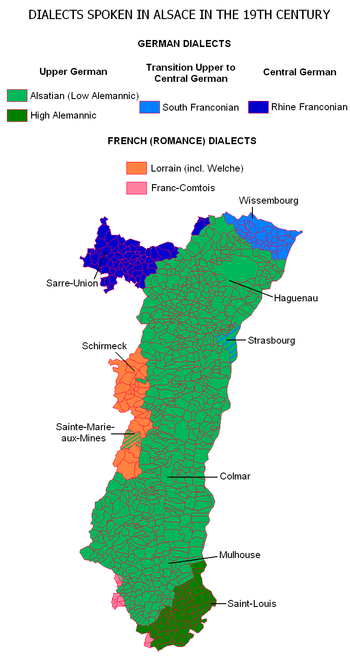 DIALECTS SPOKEN IN ALSACE IN THE 19TH CENTURY
GERMAN DIALECTS
Upper German
Alsatian (Low Alemannic)
High Alemannic
Transition Upper to
Central German
South Franconian
Central German
Rhine Franconian
FRENCH (ROMANCE) DIALECTS
Lorrain (incl. Welche)
Franc-Comtois
Wissembourg
Sarre-Union
Haguenau
Strasbourg
Schirmeck
Sainte-Marie-
aux-Mines
Colmar
Mulhouse
Saint-Louis